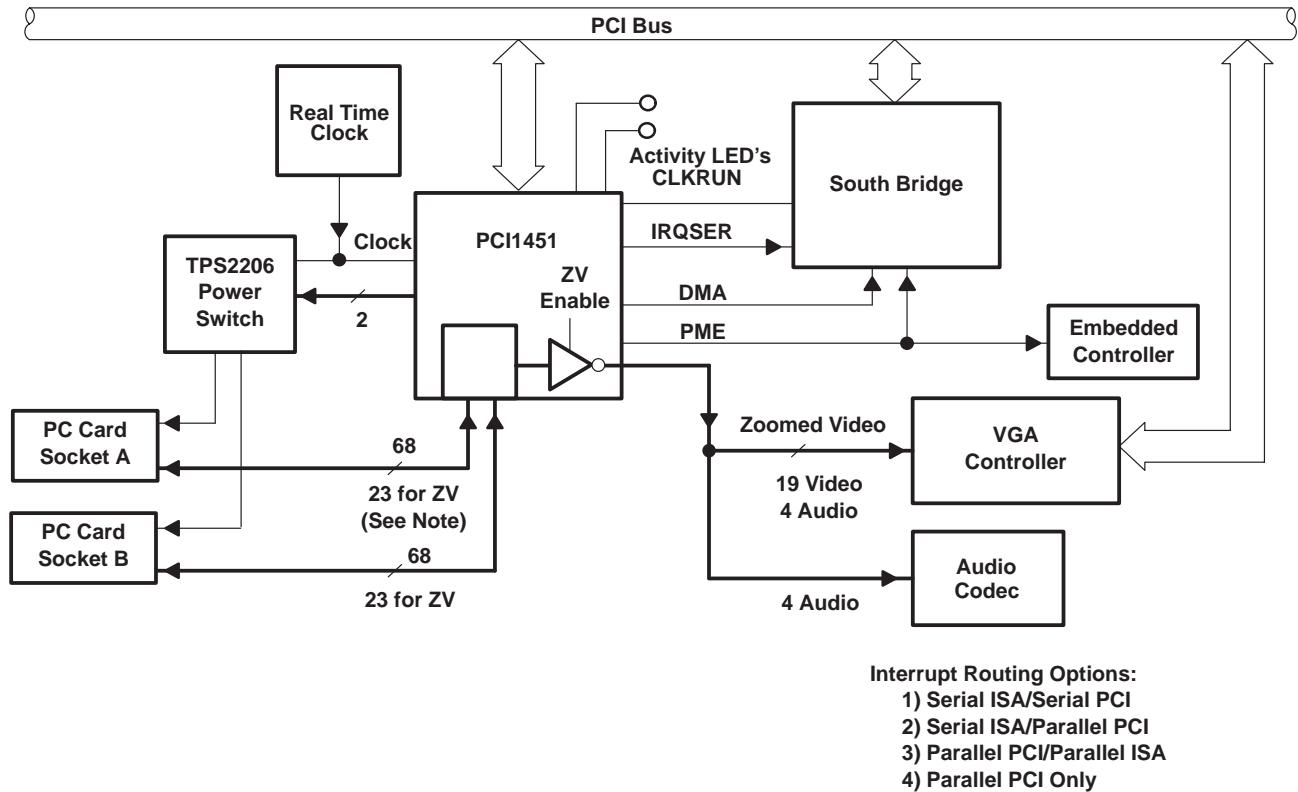 PCI Bus
Real Time
Clock
Activity LED's
CLKRUN
South Bridge
PCI1451
IRQSER
Clock
TPS2206
Power
Switch
ZV
Enable
DMA
2
PME
Embedded
Controller
PC Card
Socket A
68
Zoomed Video
VGA
Controller
23 for ZV
(See Note)
19 Video
4 Audio
PC Card
Socket B
68
23 for ZV
4 Audio
Audio
Codec
Interrupt Routing Options:
1) Serial ISA/Serial PCI
2) Serial ISA/Parallel PCI
3) Parallel PCI/Parallel ISA
4) Parallel PCI Only